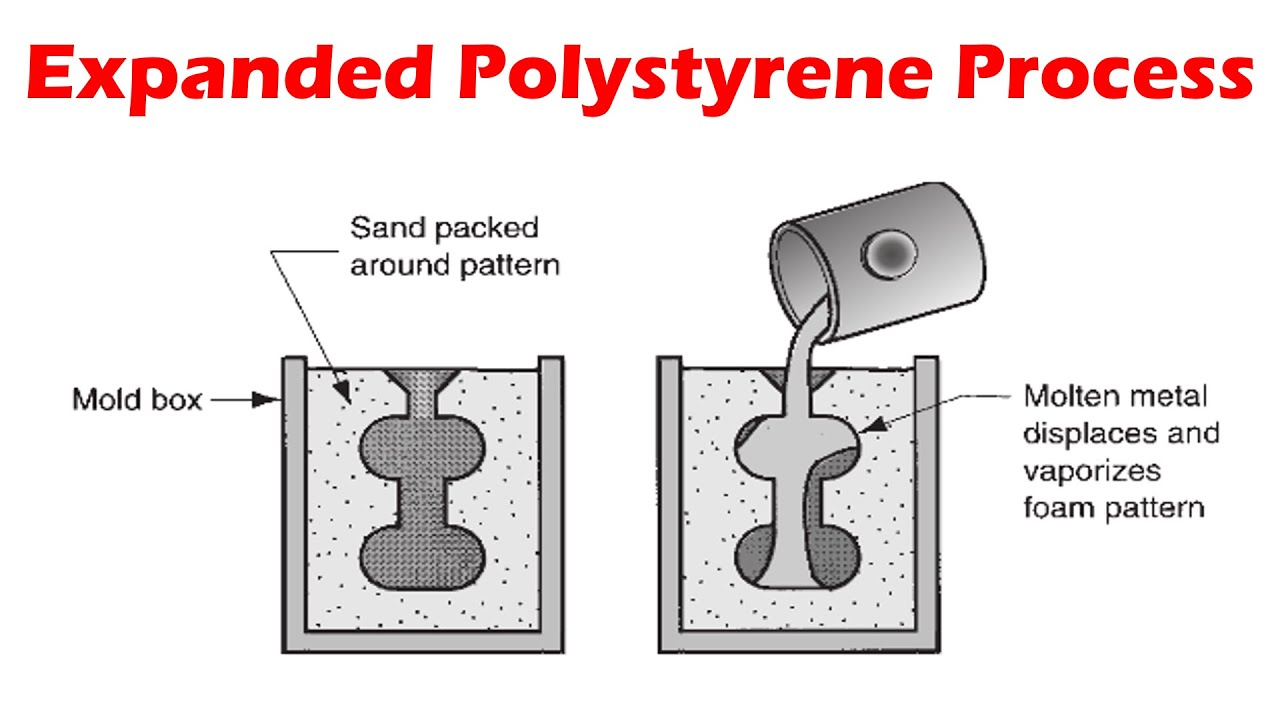 Expanded Polystyrene Process
Sand packed
around pattern
Mold box
Molten metal
displaces and
vaporizes
foam pattern